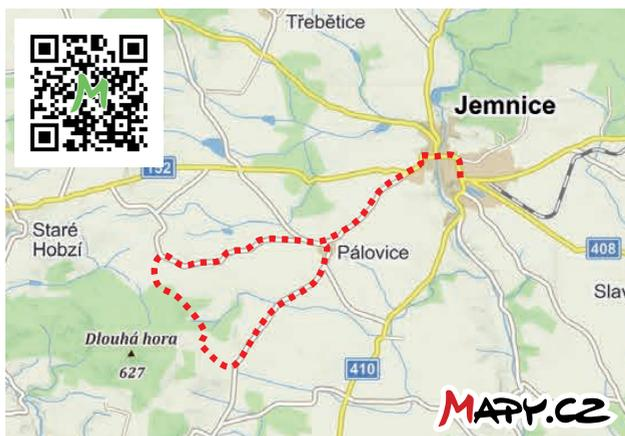 Třebětice
Jemnice
152
Staré
Hobzí
Pálovice
408
Slav
Dlouhá hora
627
410
MAPY.CZ